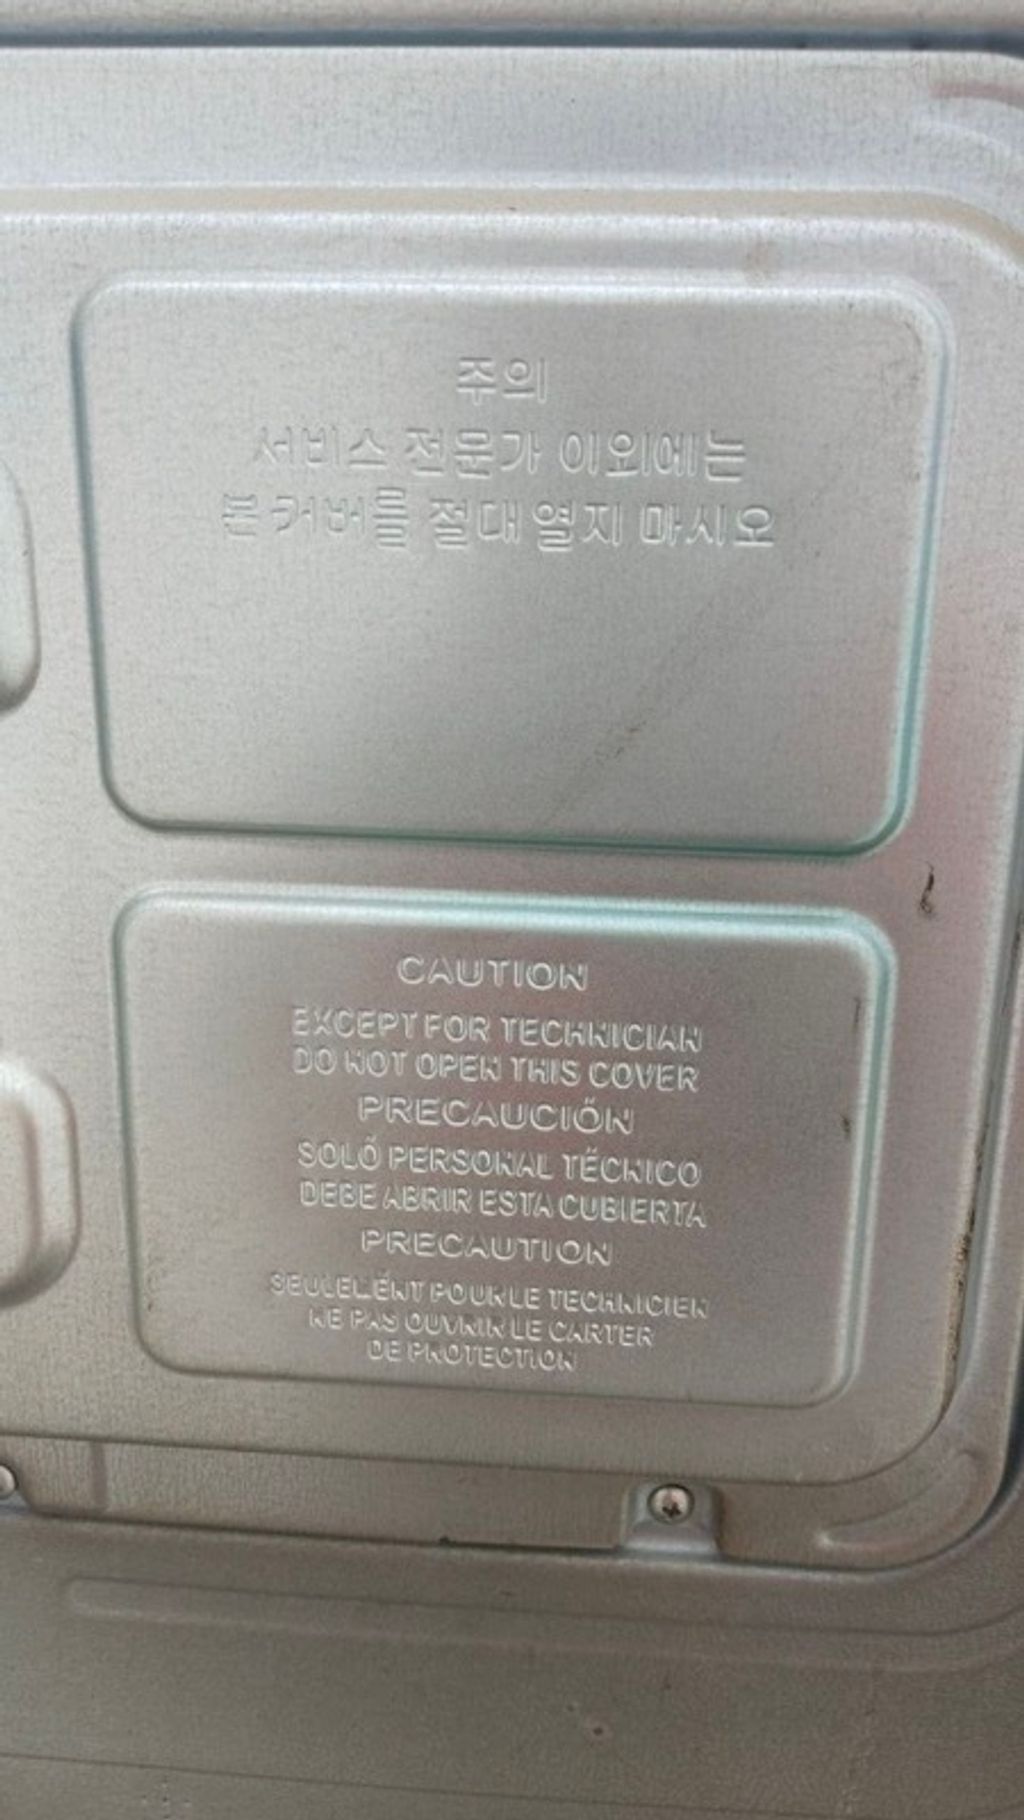 주의
서비스 전문가 이외에는
본 커버를 절대 열지 마시오
CAUTION
EXCEPT FOR TECHNICIAN
DO NOT OPEN THIS COVER
PRECAUCIÓN
SOLÓ PERSONAL TÉCNICO
DEBE ABRIR ESTA CUBIERTA
PRECAUTION
SEULEMÉNT POUR LE TECHNICIEN
NE PAS OUVRIR LE CARTER
DE PROTECTION